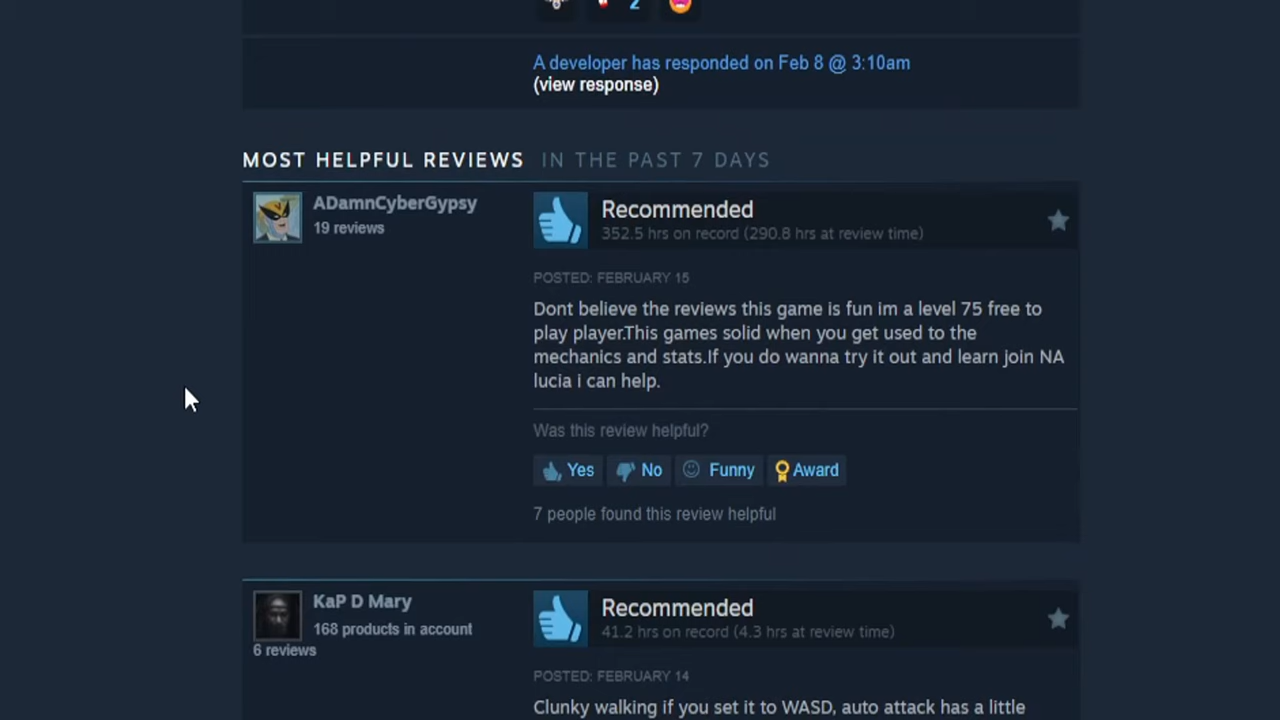 2
A developer has responded on Feb 8 @ 3:10am
(view response)
MOST HELPFUL REVIEWS IN THE PAST 7 DAYS
ADamnCyberGypsy
19 reviews
Recommended
352.5 hrs on record (290.8 hrs at review time)
POSTED: FEBRUARY 15
Dont believe the reviews this game is fun im a level 75 free to
play player.This games solid when you get used to the
mechanics and stats.If you do wanna try it out and learn join NA
lucia i can help.
Was this review helpful?
Yes No Funny Award
7 people found this review helpful
KaP D Mary
168 products in account
6 reviews
Recommended
41.2 hrs on record (4.3 hrs at review time)
POSTED: FEBRUARY 14
Clunky walking if you set it to WASD, auto attack has a little